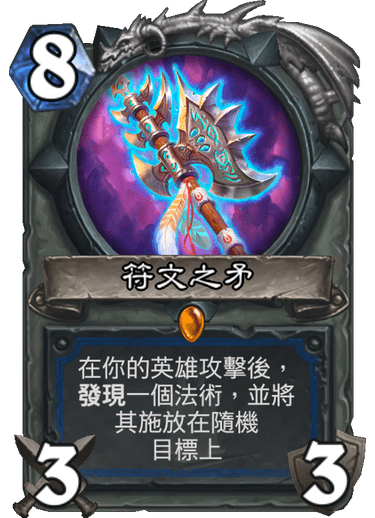 8
符文之矛
在你的英雄攻擊後，
發現一個法術，並將
其施放在隨機
目標上
3
3